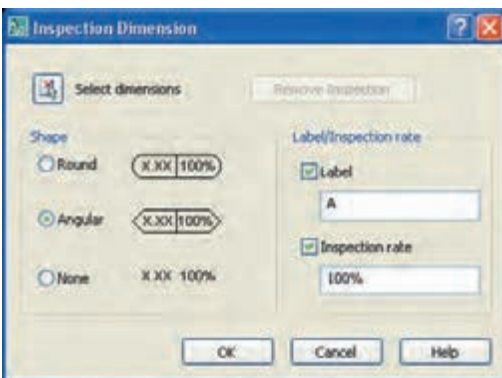 Inspection Dimension
Select dimensions
Remove Inspection
Shape
Round
X.XX 100%
Angular
X.XX 100%
None
X.XX 100%
Label/Inspection rate
Label
A
Inspection rate
100%
OK
Cancel
Help